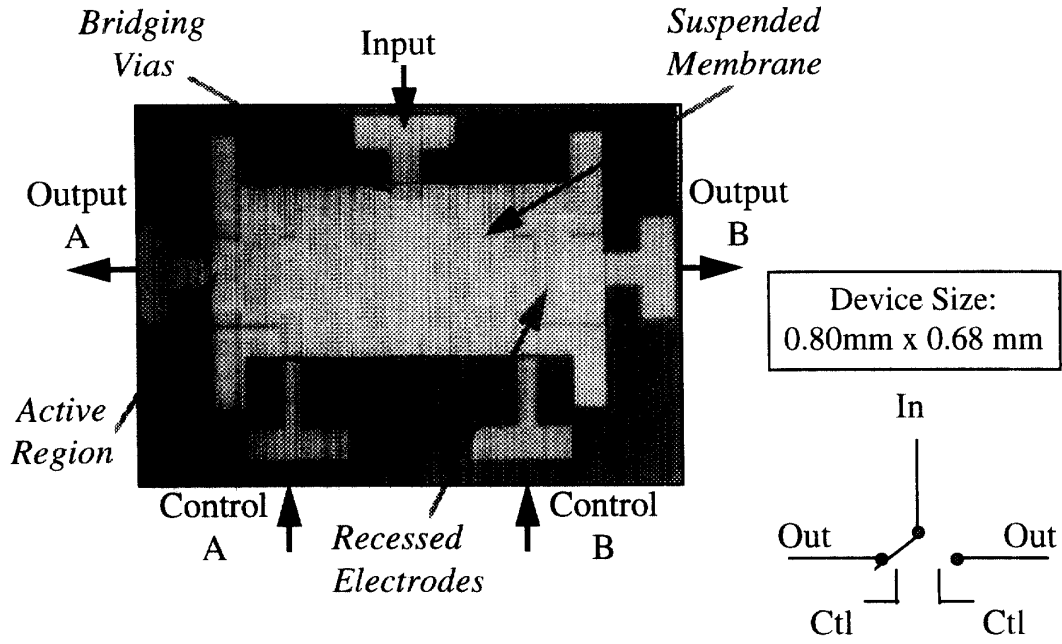 Bridging
Vias
Input
Suspended
Membrane
Output
A
Output
B
Device Size:
0.80mm x 0.68 mm
Active
Region
Control
A
Recessed
Electrodes
Control
B
In
Out
Out
Ctl
Ctl